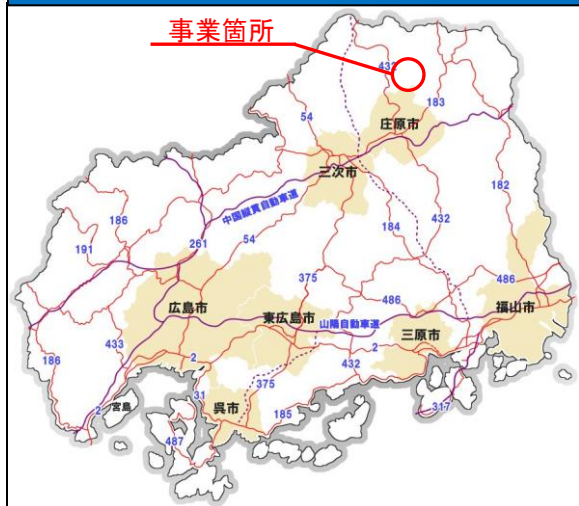 事業箇所
432
183
庄原市
54
三次市
182
中国縦貫自動車道
186
191
261
54
184
432
375
486
広島市
東広島市
山陽自動車道
486
福山市
三原市
433
2
2
186
432
宮島
2
31
呉市
375
185
317
487